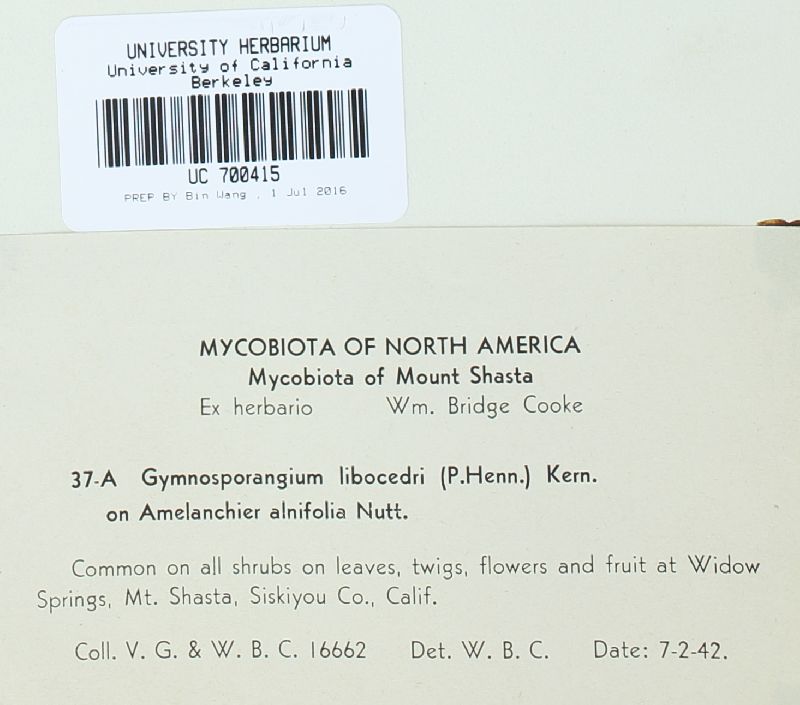 UNIVERSITY HERBARIUM
University of California
Berkeley
UC 700415
PREP BY Bin Wang , 1 Jul 2016
MYCOBIOTA OF NORTH AMERICA
Mycobiota of Mount Shasta
Ex herbario Wm. Bridge Cooke
37-A Gymnosporangium libocedri (P.Henn.) Kern.
on Amelanchier alnifolia Nutt.
Common on all shrubs on leaves, twigs, flowers and fruit at Widow
Springs, Mt. Shasta, Siskiyou Co., Calif.
Coll. V. G. & W. B. C. 16662 Det. W. B. C. Date: 7-2-42.